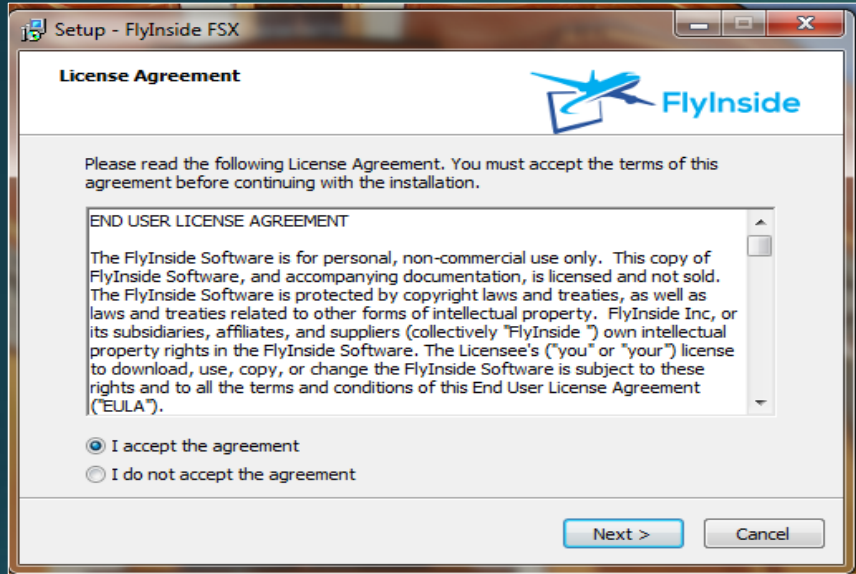 Setup - FlyInside FSX
License Agreement
FlyInside
Please read the following License Agreement. You must accept the terms of this
agreement before continuing with the installation.
END USER LICENSE AGREEMENT
The FlyInside Software is for personal, non-commercial use only.  This copy of
FlyInside Software, and accompanying documentation, is licensed and not sold.
The FlyInside Software is protected by copyright laws and treaties, as well as
laws and treaties related to other forms of intellectual property.  FlyInside Inc, or
its subsidiaries, affiliates, and suppliers (collectively "FlyInside ") own intellectual
property rights in the FlyInside Software. The Licensee's ("you" or "your") license
to download, use, copy, or change the FlyInside Software is subject to these
rights and to all the terms and conditions of this End User License Agreement
("EULA").
I accept the agreement
I do not accept the agreement
Next >
Cancel